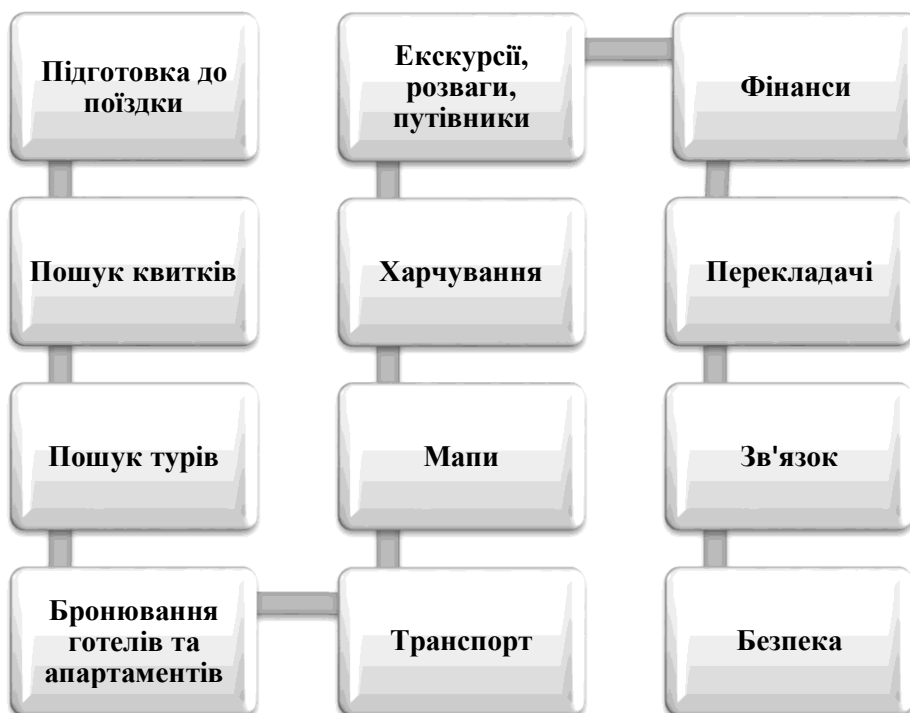 Підготовка до
поїздки
Пошук квитків
Пошук турів
Бронювання
готелів та
апартаментів
Транспорт
Мапи
Харчування
Екскурсії,
розваги,
путівники
Фінанси
Перекладачі
Зв'язок
Безпека